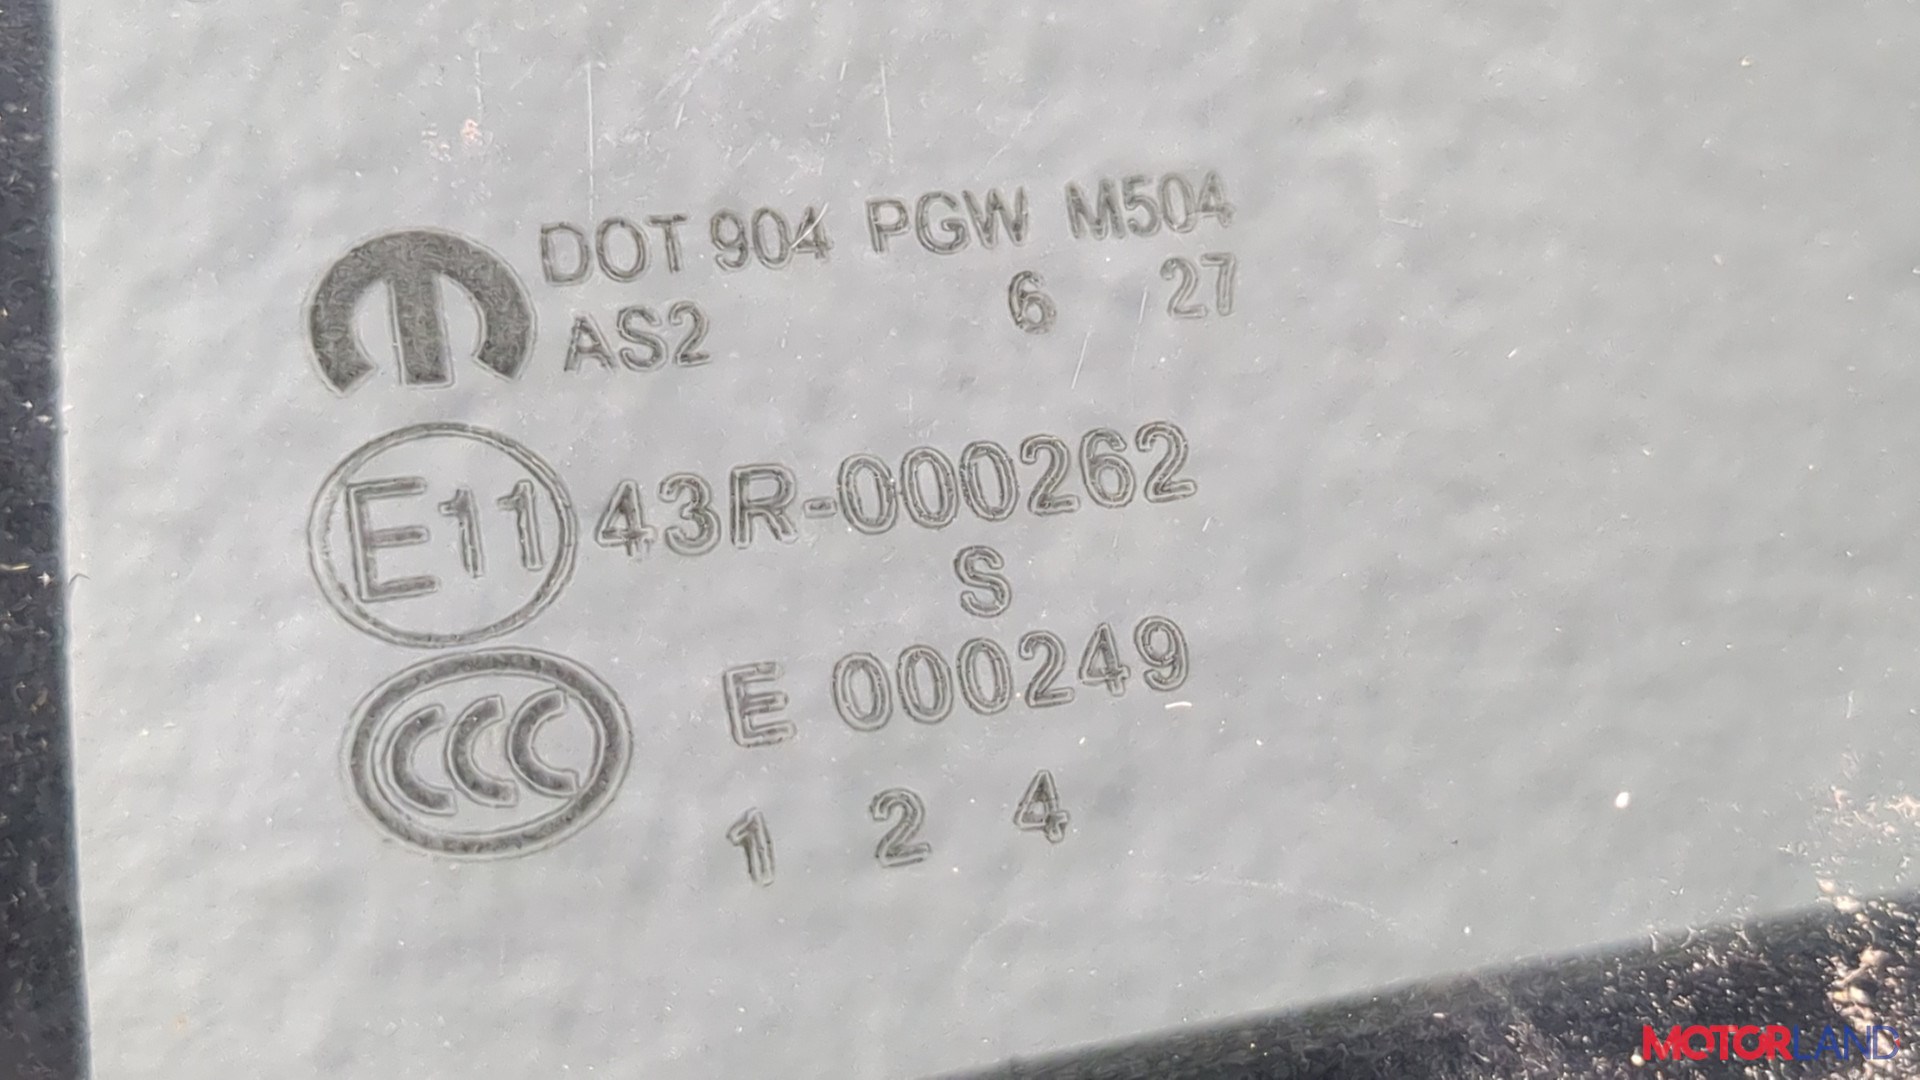 DOT 904 PGW M504
AS2 6 27
E11 43R-000262
S
CCC E 000249
1 2 4
MOTORLAND